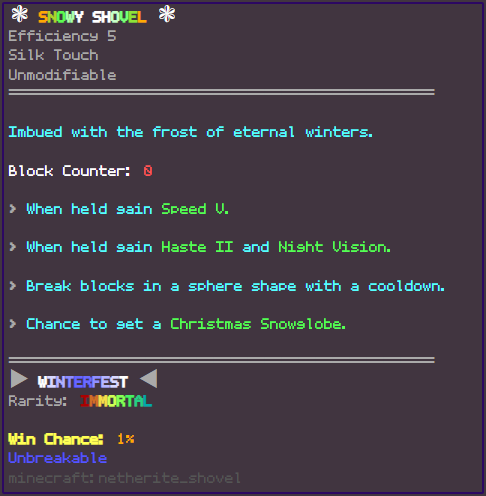 ❃ SNOWY SHOVEL ❃
Efficiency 5
Silk Touch
Unmodifiable
Imbued with the frost of eternal winters.
Block Counter: 0
> When held gain Speed V.
> When held gain Haste II and Night Vision.
> Break blocks in a sphere shape with a cooldown.
> Chance to get a Christmas Snowglobe.
▶ WINTERFEST ◀
Rarity: IMMORTAL
Win Chance: 1%
Unbreakable
minecraft:netherite_shovel